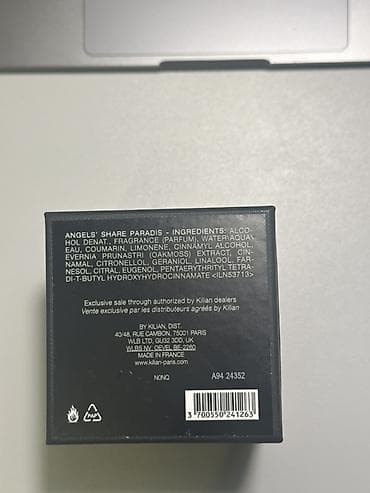 ANGELS' SHARE PARADIS - INGREDIENTS: ALCO-
HOL DENAT., FRAGRANCE (PARFUM), WATER\AQUA\
EAU, COUMARIN, LIMONENE, CINNAMYL ALCOHOL,
EVERNIA PRUNASTRI (OAKMOSS) EXTRACT, CIN-
NAMAL, CITRONELLOL, GERANIOL, LINALOOL, FAR-
NESOL, CITRAL, EUGENOL, PENTAERYTHRITYL TETRA-
DI-T-BUTYL HYDROXYHYDROCINNAMATE <ILN53713>
Exclusive sale through authorized by Kilian dealers
Vente exclusive par les distributeurs agréés by Kilian
BY KILIAN, DIST.
40/48, RUE CAMBON, 75001 PARIS
WLB LTD, GU32 3DD, UK
WLBS NV, OEVEL BE-2260
MADE IN FRANCE
www.kilian-paris.com
N0NQ
A94 24352
PAP
3 700550 241263